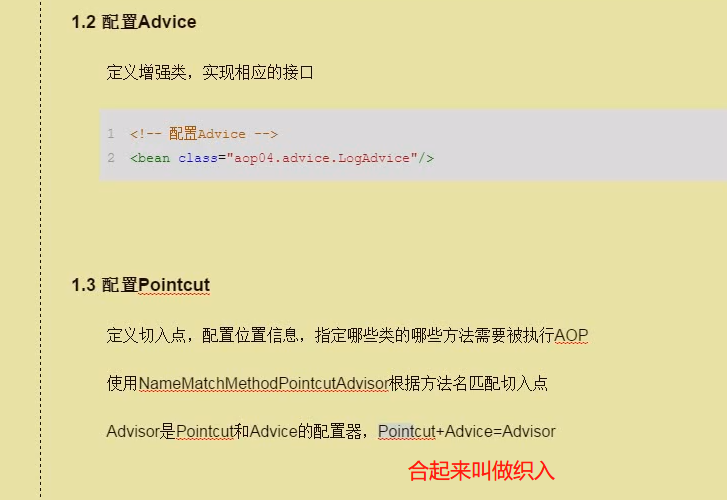 1.2 配置Advice
定义增强类，实现相应的接口
1 <!-- 配置Advice -->
2 <bean class="aop04.advice.LogAdvice"/>
1.3 配置Pointcut
定义切入点，配置位置信息，指定哪些类的哪些方法需要被执行AOP
使用NameMatchMethodPointcutAdvisor根据方法名匹配切入点
Advisor是Pointcut和Advice的配置器，Pointcut+Advice=Advisor
合起来叫做织入